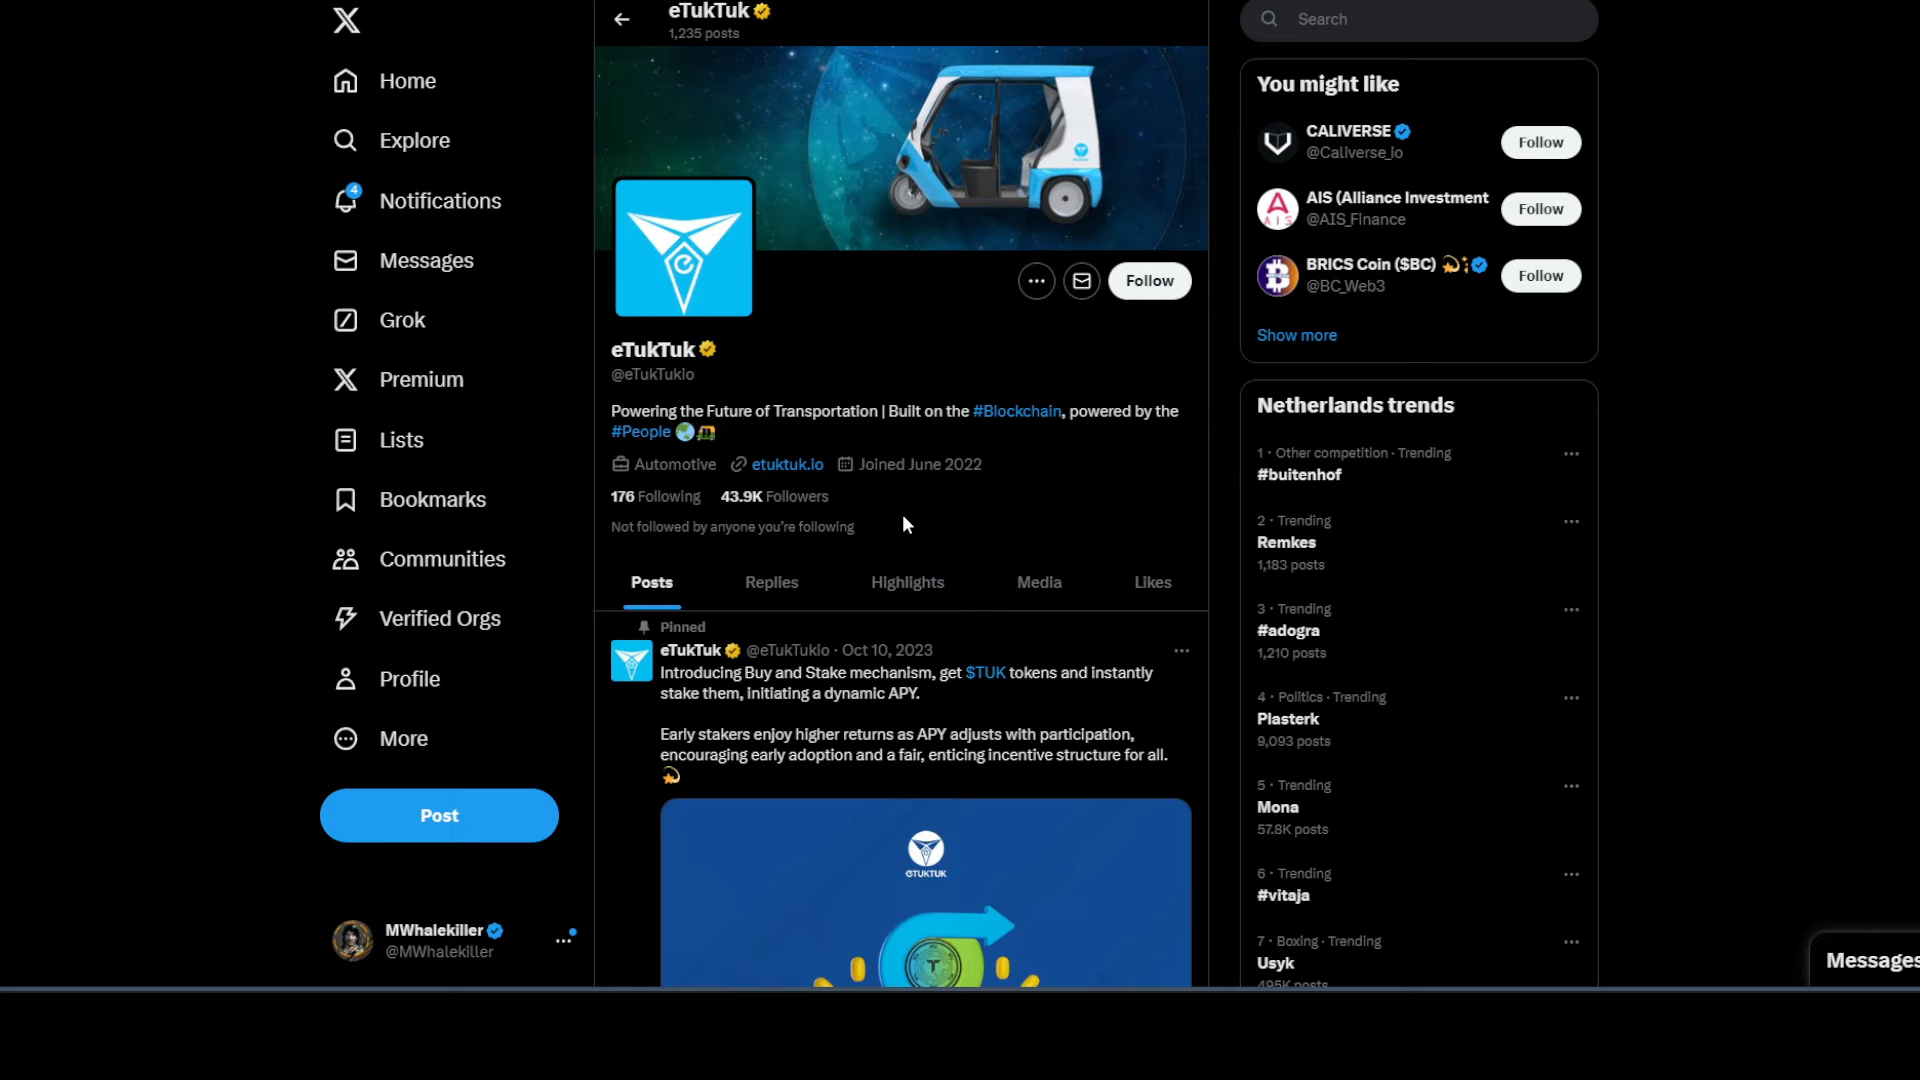 Home
Explore
4
Notifications
Messages
Grok
Premium
Lists
Bookmarks
Communities
Verified Orgs
Profile
More
Post
MWhalekiller
@MWhalekiller
eTukTuk
1,235 posts
Follow
eTukTuk
@eTukTukio
Powering the Future of Transportation | Built on the #Blockchain, powered by the
#People
Automotive etuktuk.io Joined June 2022
176 Following 43.9K Followers
Not followed by anyone you're following
Posts Replies Highlights Media Likes
Pinned
eTukTuk @eTukTukio · Oct 10, 2023
Introducing Buy and Stake mechanism, get $TUK tokens and instantly
stake them, initiating a dynamic APY.
Early stakers enjoy higher returns as APY adjusts with participation,
encouraging early adoption and a fair, enticing incentive structure for all.
eTUKTUK
Search
You might like
CALIVERSE
@Caliverse_io
Follow
AIS (Alliance Investment
@AIS_Finance
Follow
BRICS Coin ($BC)
@BC_Web3
Follow
Show more
Netherlands trends
1 · Other competition · Trending
#buitenhof
2 · Trending
Remkes
1,183 posts
3 · Trending
#adogra
1,210 posts
4 · Politics · Trending
Plasterk
9,093 posts
5 · Trending
Mona
57.8K posts
6 · Trending
#vitaja
7 · Boxing · Trending
Usyk
495K posts
Messages